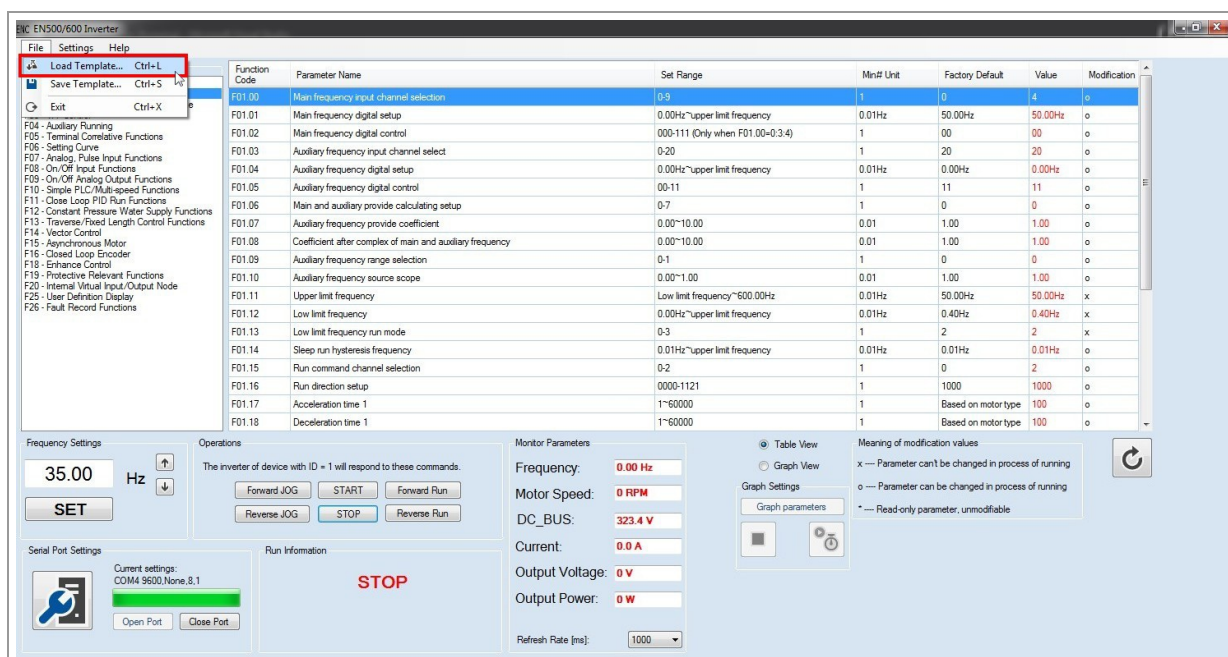 ENC EN500/600 Inverter
File Settings Help
Load Template... Ctrl+L
Save Template... Ctrl+S
Exit Ctrl+X
F04 - Auxiliary Running
F05 - Terminal Correlative Functions
F06 - Setting Curve
F07 - Analog, Pulse Input Functions
F08 - On/Off Input Functions
F09 - On/Off Analog Output Functions
F10 - Simple PLC/Multi-speed Functions
F11 - Close Loop PID Run Functions
F12 - Constant Pressure Water Supply Functions
F13 - Traverse/Fixed Length Control Functions
F14 - Vector Control
F15 - Asynchronous Motor
F16 - Closed Loop Encoder
F18 - Enhance Control
F19 - Protective Relevant Functions
F20 - Internal Virtual Input/Output Node
F25 - User Definition Display
F26 - Fault Record Functions
Function Code Parameter Name Set Range Min# Unit Factory Default Value Modification
F01.00 Main frequency input channel selection 0-9 1 0 4 o
F01.01 Main frequency digital setup 0.00Hz~upper limit frequency 0.01Hz 50.00Hz 50.00Hz o
F01.02 Main frequency digital control 000-111 (Only when F01.00=0:3:4) 1 00 00 o
F01.03 Auxiliary frequency input channel select 0-20 1 20 20 o
F01.04 Auxiliary frequency digital setup 0.00Hz~upper limit frequency 0.01Hz 0.00Hz 0.00Hz o
F01.05 Auxiliary frequency digital control 00-11 1 11 11 o
F01.06 Main and auxiliary provide calculating setup 0-7 1 0 0 o
F01.07 Auxiliary frequency provide coefficient 0.00~10.00 0.01 1.00 1.00 o
F01.08 Coefficient after complex of main and auxiliary frequency 0.00~10.00 0.01 1.00 1.00 o
F01.09 Auxiliary frequency range selection 0-1 1 0 0 o
F01.10 Auxiliary frequency source scope 0.00~1.00 0.01 1.00 1.00 o
F01.11 Upper limit frequency Low limit frequency~600.00Hz 0.01Hz 50.00Hz 50.00Hz x
F01.12 Low limit frequency 0.00Hz~upper limit frequency 0.01Hz 0.40Hz 0.40Hz x
F01.13 Low limit frequency run mode 0-3 1 2 2 x
F01.14 Sleep run hysteresis frequency 0.01Hz~upper limit frequency 0.01Hz 0.01Hz 0.01Hz o
F01.15 Run command channel selection 0-2 1 0 2 o
F01.16 Run direction setup 0000-1121 1 1000 1000 o
F01.17 Acceleration time 1 1~60000 1 Based on motor type 100 o
F01.18 Deceleration time 1 1~60000 1 Based on motor type 100 o
Frequency Settings
35.00 Hz
SET
Operations
The inverter of device with ID = 1 will respond to these commands.
Forward JOG START Forward Run
Reverse JOG STOP Reverse Run
Serial Port Settings
Current settings:
COM4 9600,None,8,1
Open Port Close Port
Run Information
STOP
Monitor Parameters
Frequency: 0.00 Hz
Motor Speed: 0 RPM
DC_BUS: 323.4 V
Current: 0.0 A
Output Voltage: 0 V
Output Power: 0 W
Refresh Rate [ms]: 1000
Table View
Graph View
Graph Settings
Graph parameters
Meaning of modification values
x --- Parameter can't be changed in process of running
o --- Parameter can be changed in process of running
* --- Read-only parameter, unmodifiable